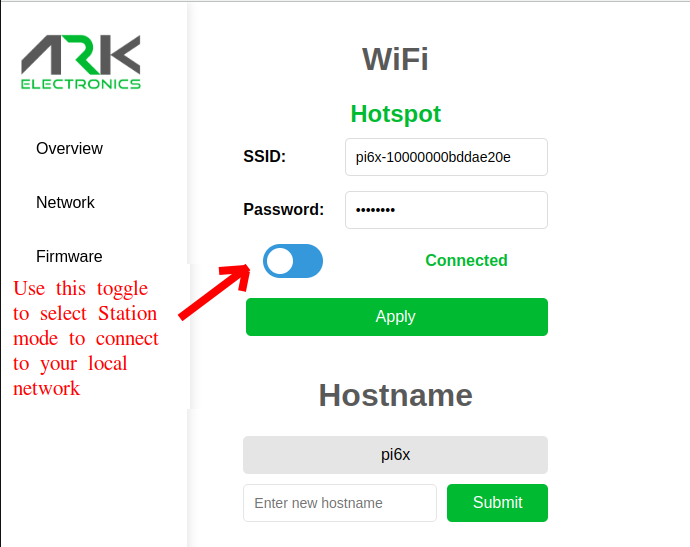 ARK
ELECTRONICS
Overview
Network
Firmware
Use this toggle
to select Station
mode to connect
to your local
network
WiFi
Hotspot
SSID: pi6x-10000000bddae20e
Password: ••••••••
Connected
Apply
Hostname
pi6x
Enter new hostname Submit